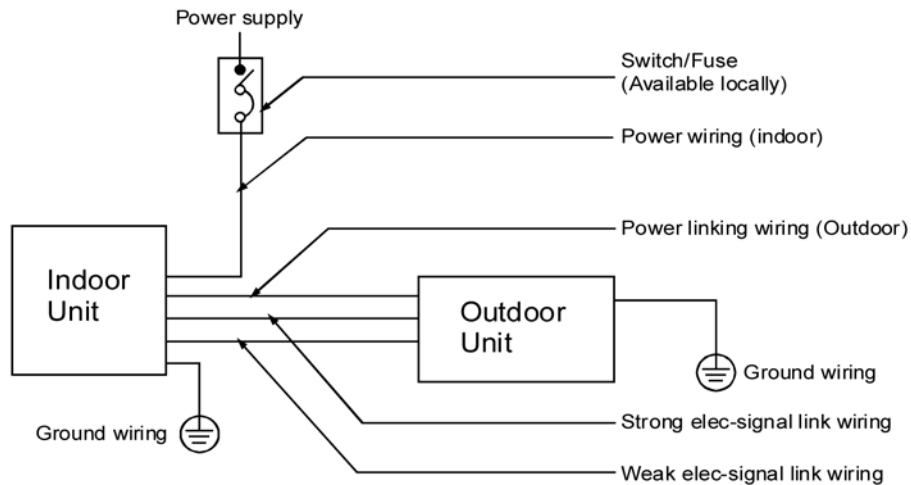 Power supply
Switch/Fuse
(Available locally)
Power wiring (indoor)
Power linking wiring (Outdoor)
Indoor
Unit
Outdoor
Unit
Ground wiring
Ground wiring
Strong elec-signal link wiring
Weak elec-signal link wiring